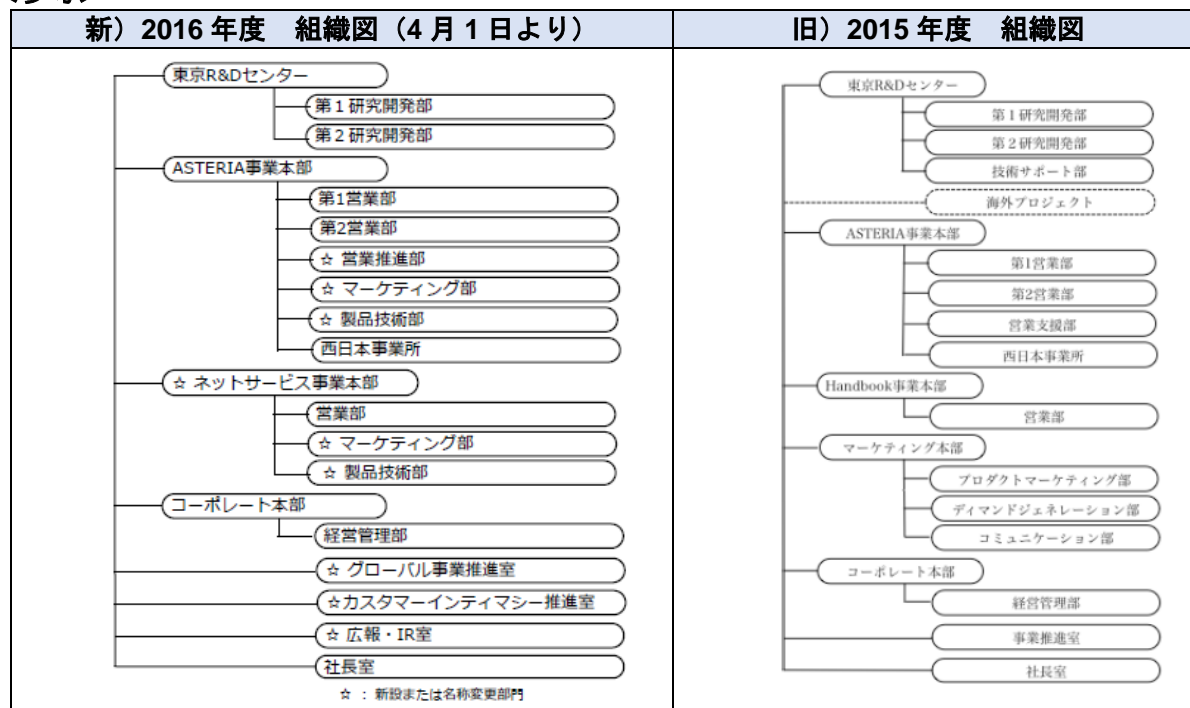 新）2016 年度　組織図（4 月 1 日より）
東京R&Dセンター
第１研究開発部
第２研究開発部
ASTERIA事業本部
第1営業部
第2営業部
☆ 営業推進部
☆ マーケティング部
☆ 製品技術部
西日本事業所
☆ ネットサービス事業本部
営業部
☆ マーケティング部
☆ 製品技術部
コーポレート本部
経営管理部
☆ グローバル事業推進室
☆カスタマーインティマシー推進室
☆ 広報・IR室
社長室
☆ ： 新設または名称変更部門
旧）2015 年度　組織図
東京R&Dセンター
第１研究開発部
第２研究開発部
技術サポート部
海外プロジェクト
ASTERIA事業本部
第1営業部
第2営業部
営業支援部
西日本事業所
Handbook事業本部
営業部
マーケティング本部
プロダクトマーケティング部
ディマンドジェネレーション部
コミュニケーション部
コーポレート本部
経営管理部
事業推進室
社長室